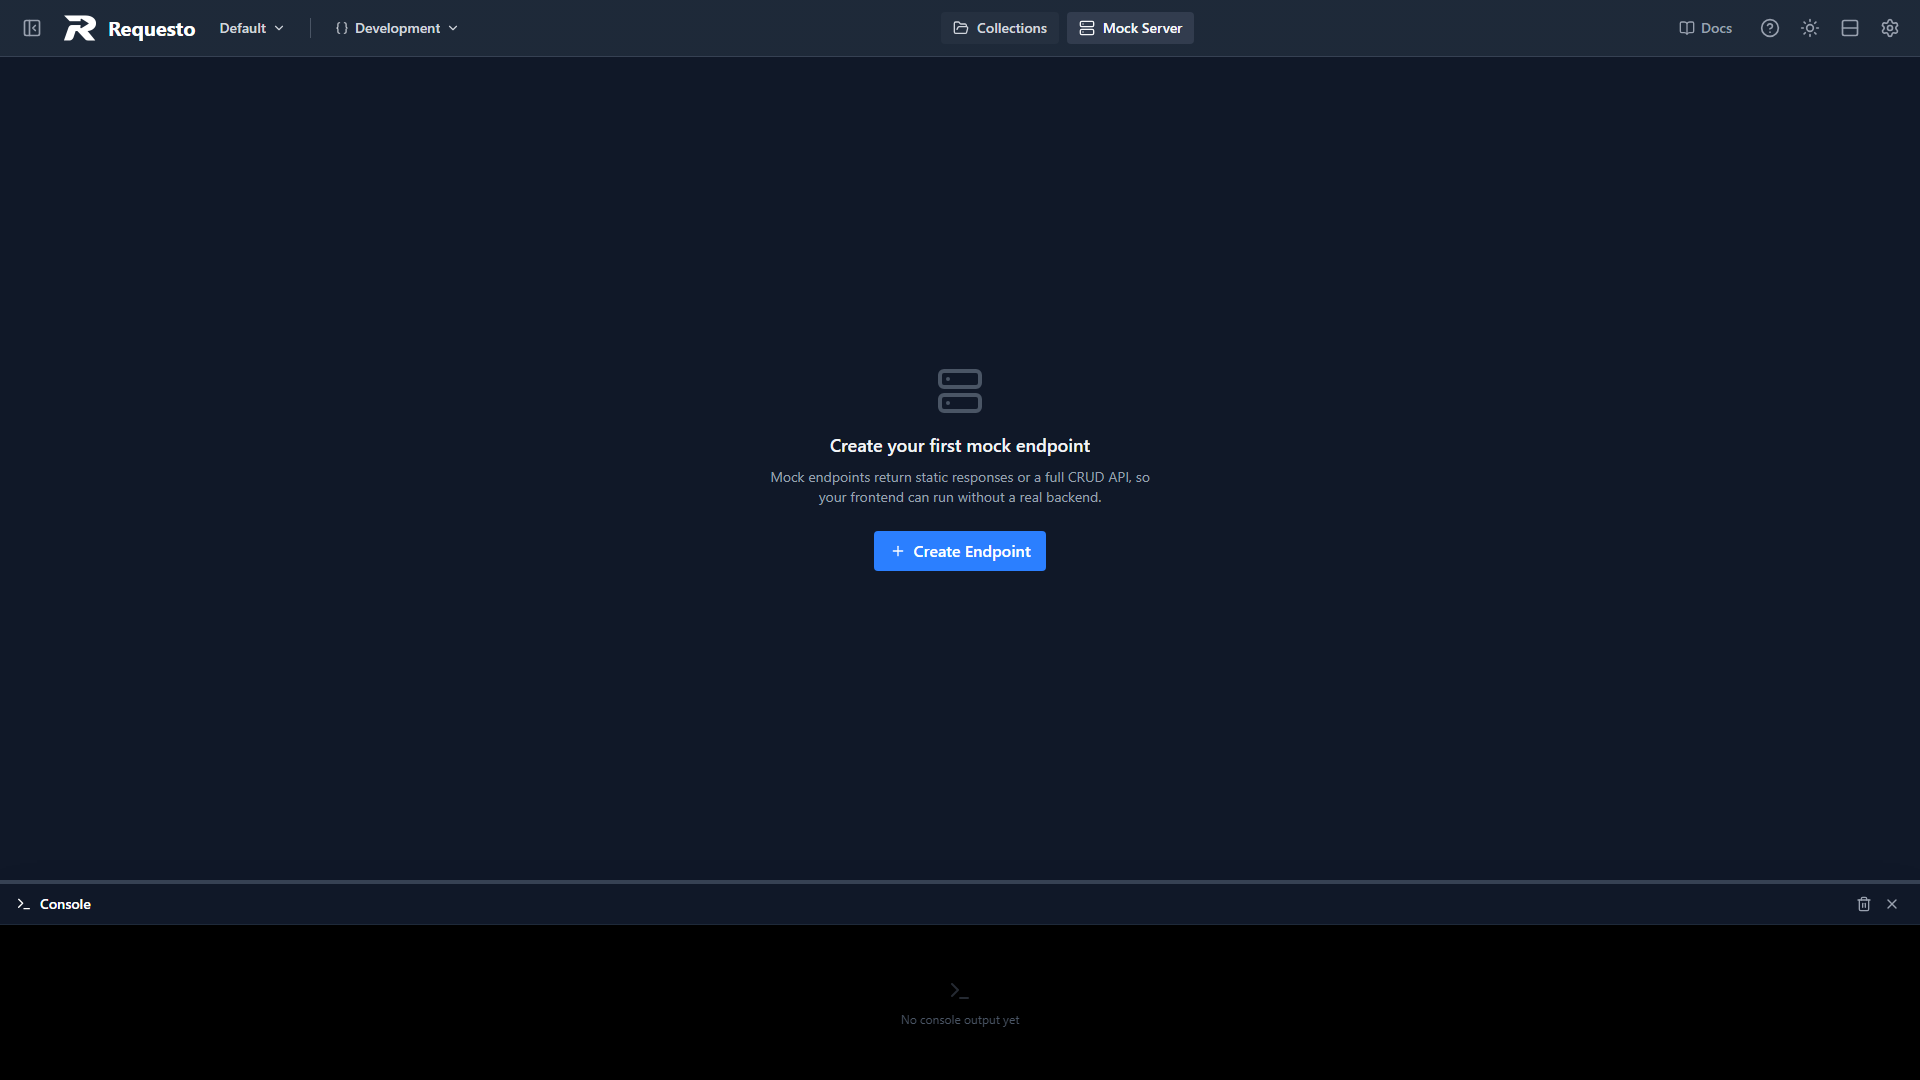 Requesto
Default
Development
Collections
Mock Server
Docs
Create your first mock endpoint
Mock endpoints return static responses or a full CRUD API, so
your frontend can run without a real backend.
Create Endpoint
Console
No console output yet